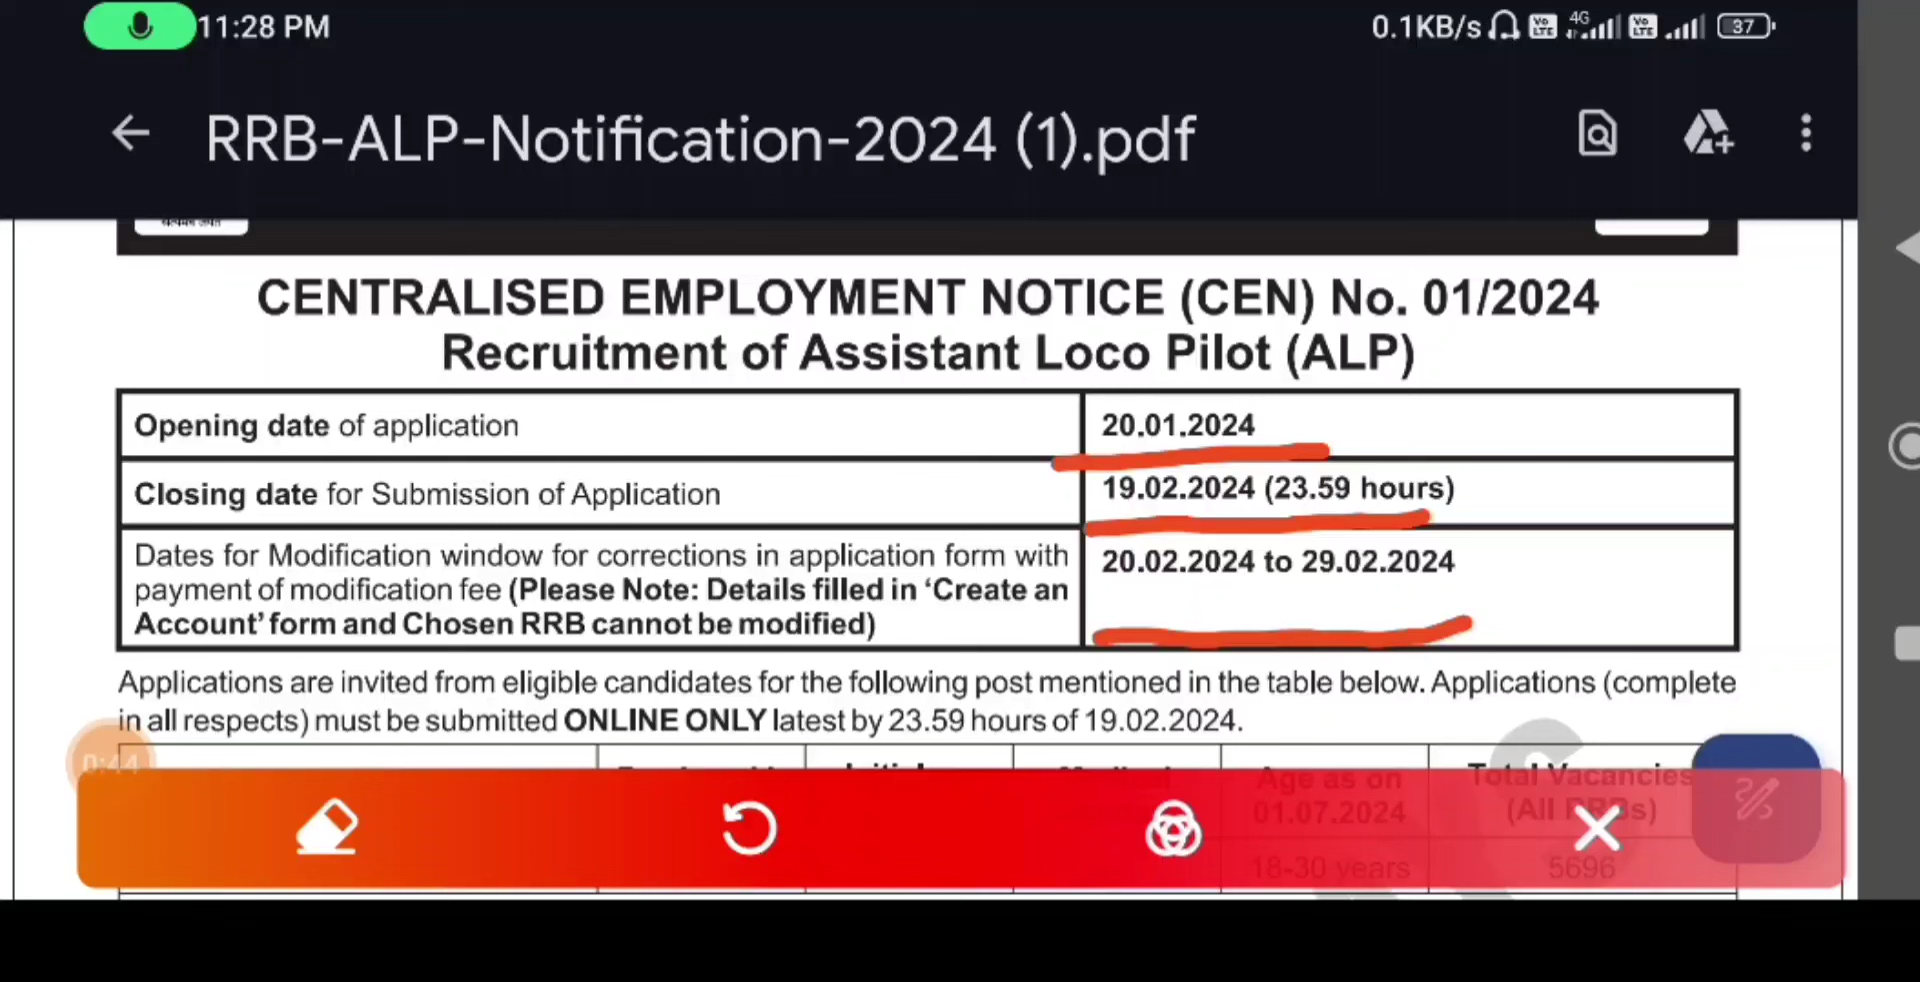 11:28 PM 0.1KB/s 4G 37
RRB-ALP-Notification-2024 (1).pdf
CENTRALISED EMPLOYMENT NOTICE (CEN) No. 01/2024
Recruitment of Assistant Loco Pilot (ALP)
Opening date of application 20.01.2024
Closing date for Submission of Application 19.02.2024 (23.59 hours)
Dates for Modification window for corrections in application form with 20.02.2024 to 29.02.2024
payment of modification fee (Please Note: Details filled in ‘Create an
Account’ form and Chosen RRB cannot be modified)
Applications are invited from eligible candidates for the following post mentioned in the table below. Applications (complete
in all respects) must be submitted ONLINE ONLY latest by 23.59 hours of 19.02.2024.
0:44
Age as on Total Vacancies
01.07.2024 (All RRBs)
18-30 years 5696